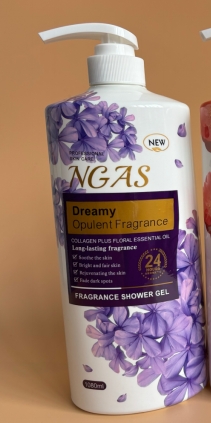 PROFESSIONAL
SKIN CARE
NEW
NGAS
Dreamy
Opulent Fragrance
COLLAGEN PLUS FLORAL ESSENTIAL OIL
Long-lasting fragrance
Soothe the skin
Bright and fair skin
Rejuvenating the skin
Fade dark spots
24
FRAGRANCE SHOWER GEL
1080ml